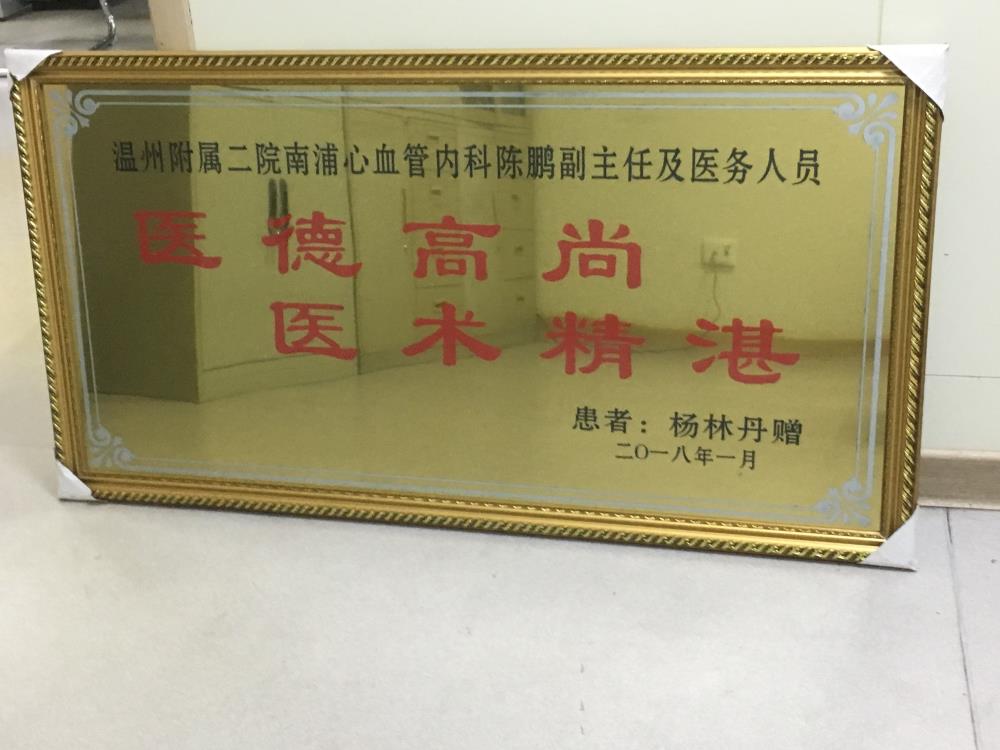 温州附属二院南浦心血管内科陈鹏副主任及医务人员
医德高尚
医术精湛
患者：杨林丹赠
二〇一八年一月